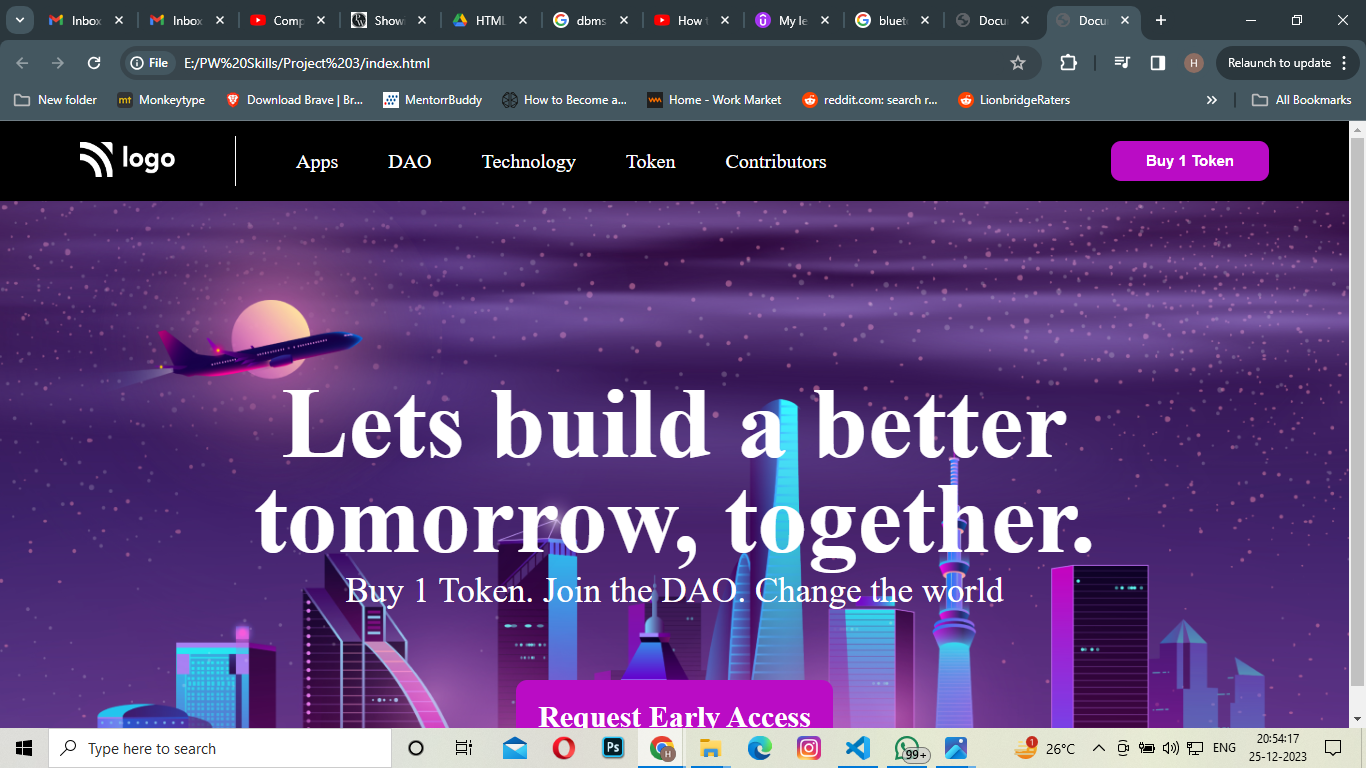 Inbox
Inbox
Comp
Show
HTML
dbms
How t
My le
bluet
Docu
Docu
File
E:/PW%20Skills/Project%203/index.html
H
Relaunch to update
New folder
mt
Monkeytype
Download Brave | Br...
MentorrBuddy
How to Become a...
Home - Work Market
reddit.com: search r...
LionbridgeRaters
»
All Bookmarks
logo
Apps
DAO
Technology
Token
Contributors
Buy 1 Token
Lets build a better
tomorrow, together.
Buy 1 Token. Join the DAO. Change the world
Request Early Access
Type here to search
Ps
H
99+
1
26°C
ENG
20:54:17
25-12-2023